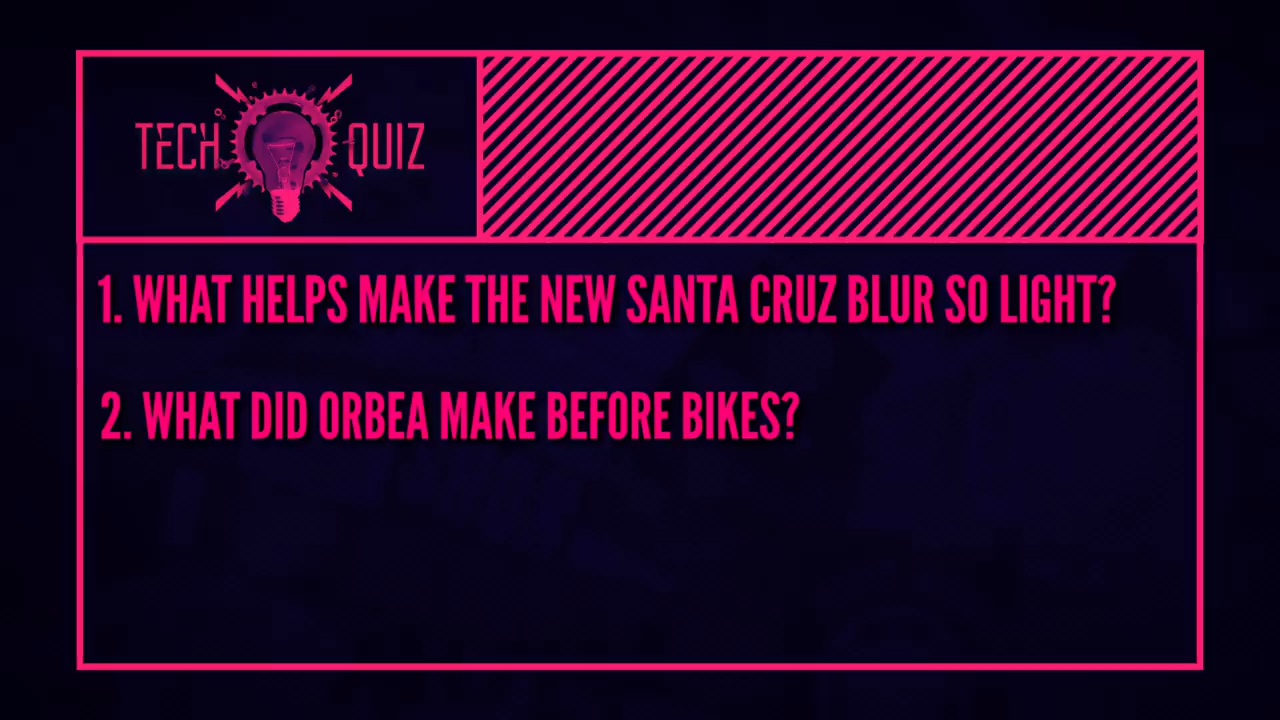 TECH QUIZ
1. WHAT HELPS MAKE THE NEW SANTA CRUZ BLUR SO LIGHT?
2. WHAT DID ORBEA MAKE BEFORE BIKES?